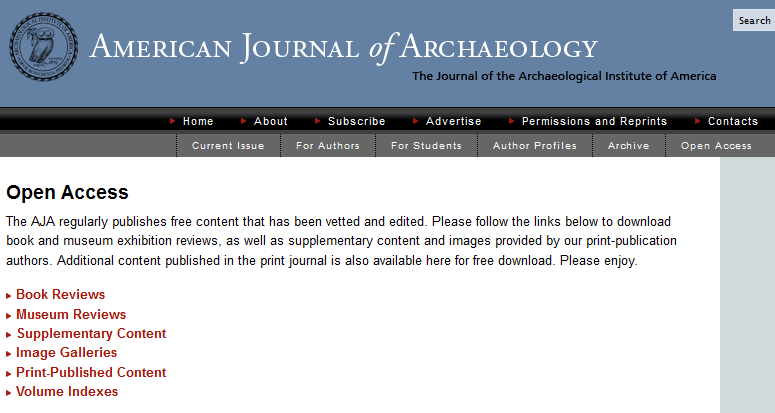 Search
AMERICAN JOURNAL of ARCHAEOLOGY
The Journal of the Archaeological Institute of America
Home About Subscribe Advertise Permissions and Reprints Contacts
Current Issue For Authors For Students Author Profiles Archive Open Access
Open Access
The AJA regularly publishes free content that has been vetted and edited. Please follow the links below to download
book and museum exhibition reviews, as well as supplementary content and images provided by our print-publication
authors. Additional content published in the print journal is also available here for free download. Please enjoy.
Book Reviews
Museum Reviews
Supplementary Content
Image Galleries
Print-Published Content
Volume Indexes